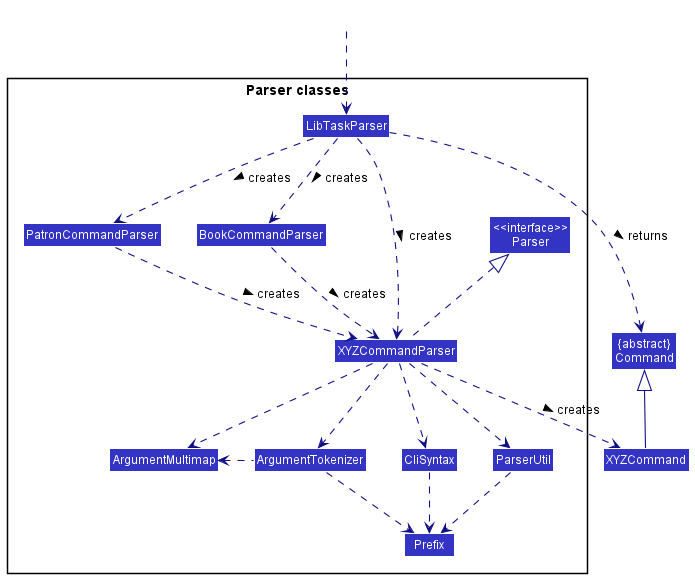 Parser classes
LibTaskParser
creates
creates
PatronCommandParser
BookCommandParser
creates
<<interface>>
Parser
returns
creates
creates
XYZCommandParser
{abstract}
Command
creates
ArgumentMultimap
ArgumentTokenizer
CliSyntax
ParserUtil
XYZCommand
Prefix